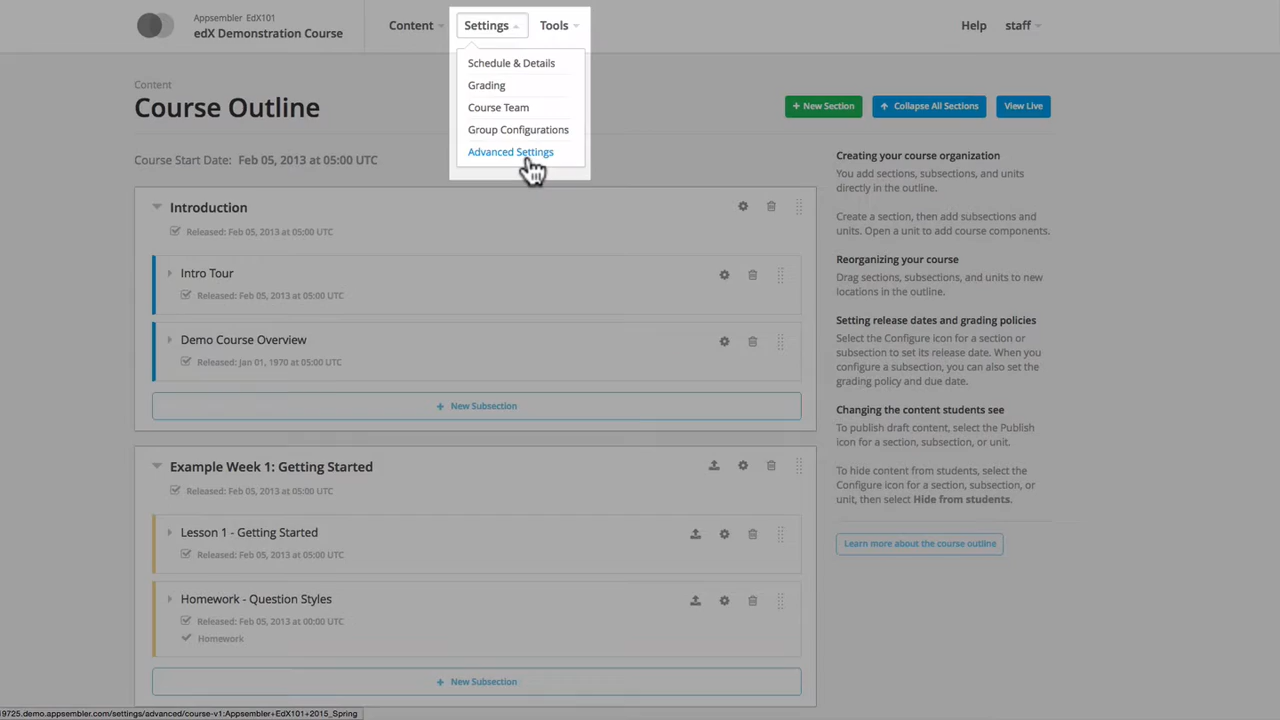 Appsembler EdX101
edX Demonstration Course
Content
Settings
Tools
Help
staff
Schedule & Details
Grading
Course Team
Group Configurations
Advanced Settings
Content
Course Outline
+ New Section
Collapse All Sections
View Live
Course Start Date: Feb 05, 2013 at 05:00 UTC
Introduction
Released: Feb 05, 2013 at 05:00 UTC
Intro Tour
Released: Feb 05, 2013 at 05:00 UTC
Demo Course Overview
Released: Jan 01, 1970 at 05:00 UTC
+ New Subsection
Example Week 1: Getting Started
Released: Feb 05, 2013 at 05:00 UTC
Lesson 1 - Getting Started
Released: Feb 05, 2013 at 05:00 UTC
Homework - Question Styles
Released: Feb 05, 2013 at 00:00 UTC
Homework
+ New Subsection
Creating your course organization
You add sections, subsections, and units
directly in the outline.
Create a section, then add subsections and
units. Open a unit to add course components.
Reorganizing your course
Drag sections, subsections, and units to new
locations in the outline.
Setting release dates and grading policies
Select the Configure icon for a section or
subsection to set its release date. When you
configure a subsection, you can also set the
grading policy and due date.
Changing the content students see
To publish draft content, select the Publish
icon for a section, subsection, or unit.
To hide content from students, select the
Configure icon for a section, subsection, or
unit, then select Hide from students.
Learn more about the course outline
19725.demo.appsembler.com/settings/advanced/course-v1:Appsembler+EdX101+2015_Spring